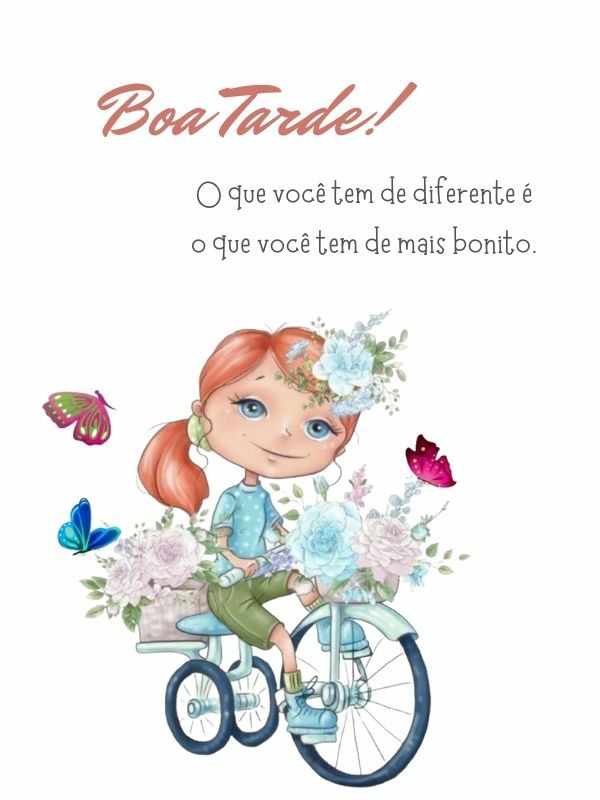 Boa Tarde!
O que você tem de diferente é
o que você tem de mais bonito.